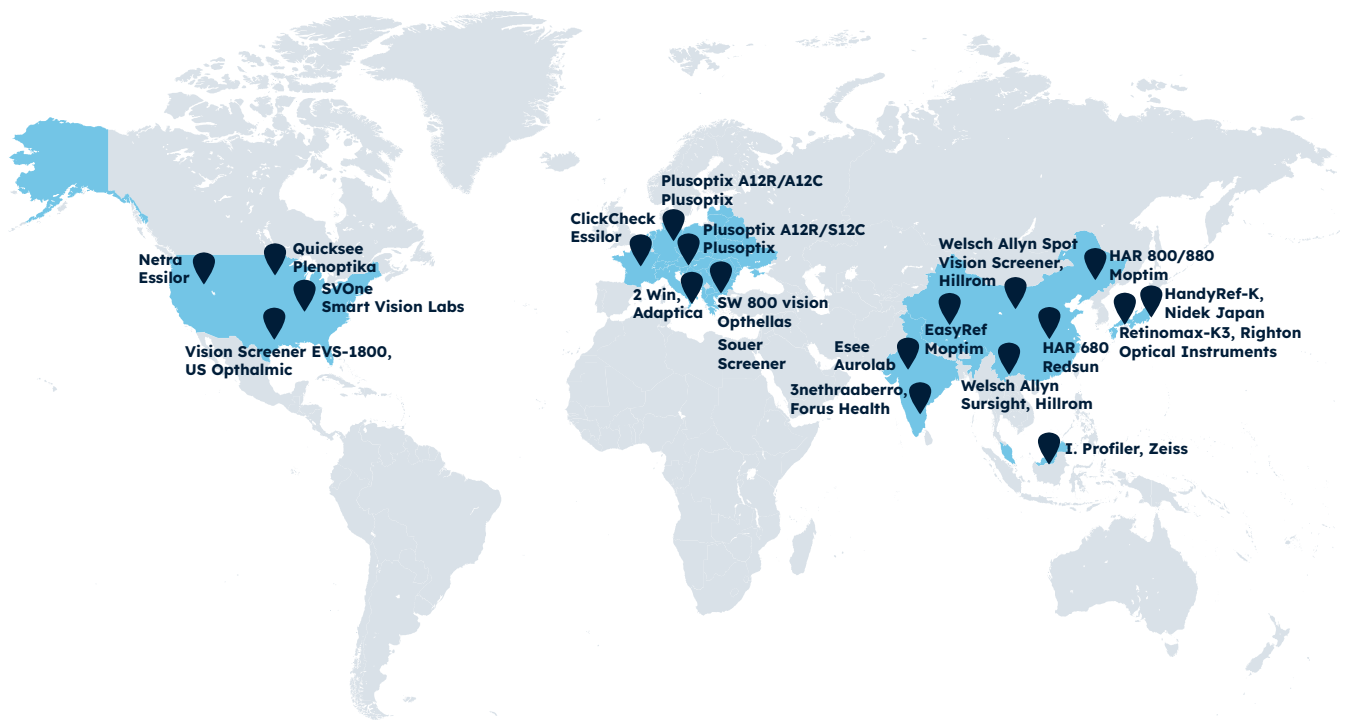 Plusoptix A12R/A12C
Plusoptix
ClickCheck
Essilor
Plusoptix A12R/S12C
Plusoptix
2 Win,
Adaptica
SW 800 vision
Opthellas
Souer
Screener
Netra
Essilor
Quicksee
Plenoptika
SVOne
Smart Vision Labs
Vision Screener EVS-1800,
US Opthalmic
Welsch Allyn Spot
Vision Screener,
Hillrom
HAR 800/880
Moptim
HandyRef-K,
Nidek Japan
Retinomax-K3, Righton
Optical Instruments
EasyRef
Moptim
HAR 680
Redsun
Esee
Aurolab
3nethraaberro,
Forus Health
Welsch Allyn
Sursight, Hillrom
I. Profiler, Zeiss